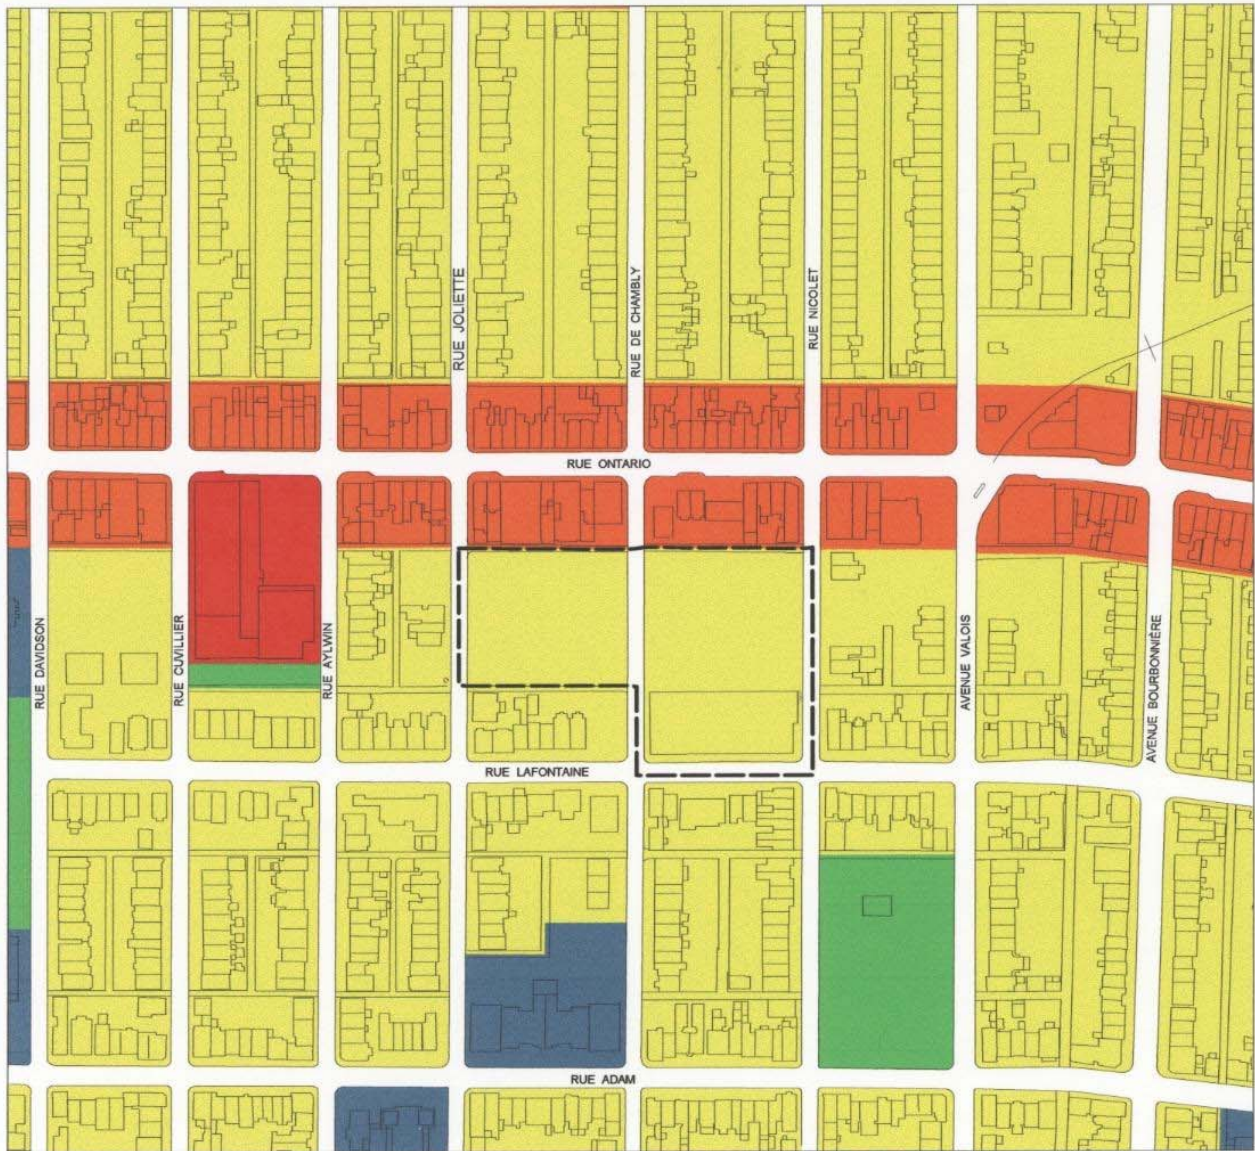 RUE JOLIETTE
RUE DE CHAMBLY
RUE NICOLET
RUE ONTARIO
RUE DAVIDSON
RUE CUVILLIER
RUE AYLWIN
AVENUE VALOIS
AVENUE BOURBONNIÈRE
RUE LAFONTAINE
RUE ADAM